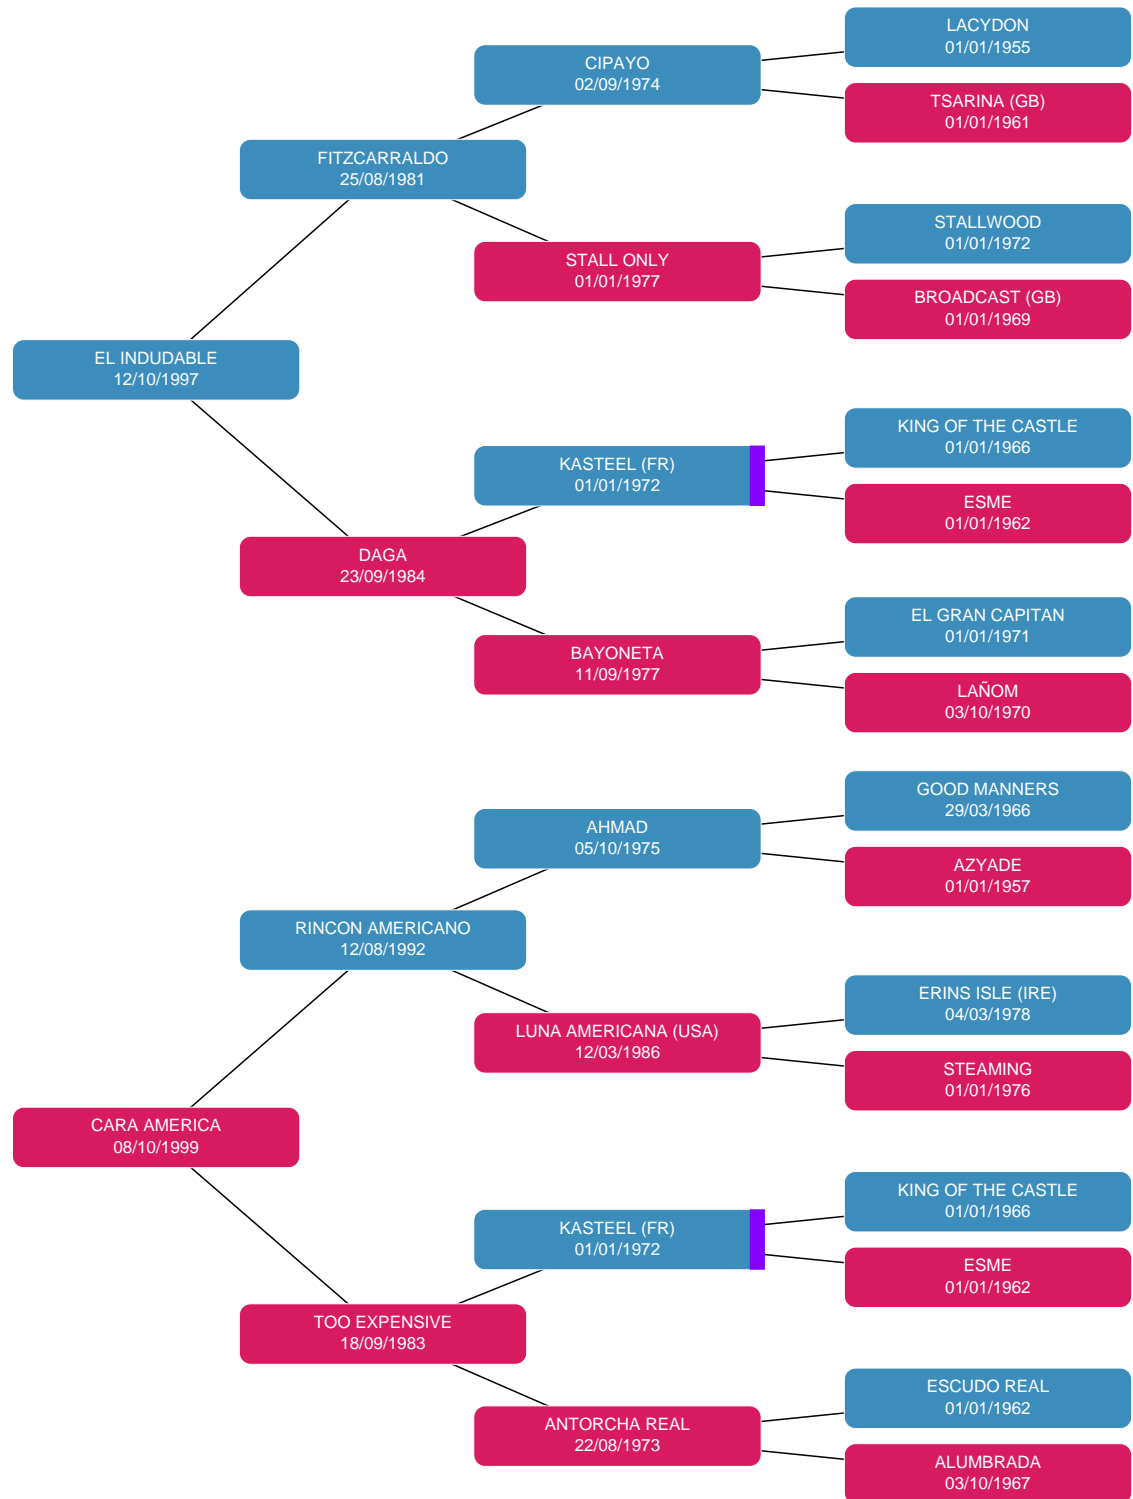 LACYDON
01/01/1955
CIPAYO
02/09/1974
TSARINA (GB)
01/01/1961
FITZCARRALDO
25/08/1981
STALLWOOD
01/01/1972
STALL ONLY
01/01/1977
BROADCAST (GB)
01/01/1969
EL INDUDABLE
12/10/1997
KING OF THE CASTLE
01/01/1966
KASTEEL (FR)
01/01/1972
ESME
01/01/1962
DAGA
23/09/1984
EL GRAN CAPITAN
01/01/1971
BAYONETA
11/09/1977
LAÑOM
03/10/1970
GOOD MANNERS
29/03/1966
AHMAD
05/10/1975
AZYADE
01/01/1957
RINCON AMERICANO
12/08/1992
ERINS ISLE (IRE)
04/03/1978
LUNA AMERICANA (USA)
12/03/1986
STEAMING
01/01/1976
CARA AMERICA
08/10/1999
KING OF THE CASTLE
01/01/1966
KASTEEL (FR)
01/01/1972
ESME
01/01/1962
TOO EXPENSIVE
18/09/1983
ESCUDO REAL
01/01/1962
ANTORCHA REAL
22/08/1973
ALUMBRADA
03/10/1967